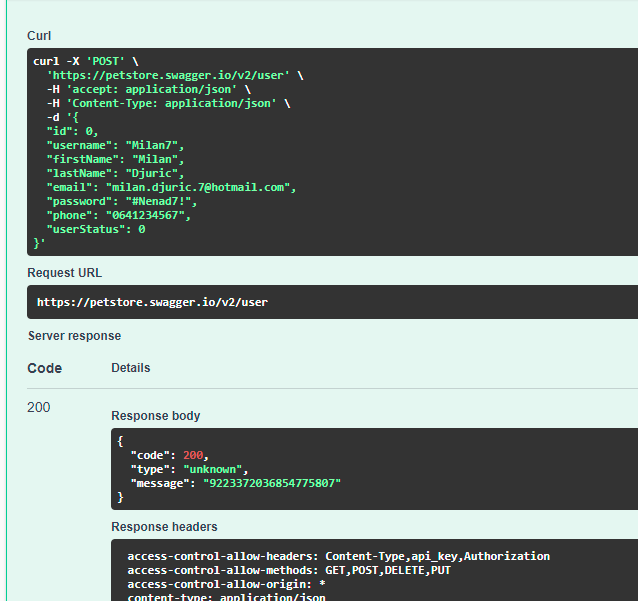 Curl
curl -X 'POST' \
'https://petstore.swagger.io/v2/user' \
-H 'accept: application/json' \
-H 'Content-Type: application/json' \
-d '{
"id": 0,
"username": "Milan7",
"firstName": "Milan",
"lastName": "Djuric",
"email": "milan.djuric.7@hotmail.com",
"password": "#Nenad7!",
"phone": "0641234567",
"userStatus": 0
}'
Request URL
https://petstore.swagger.io/v2/user
Server response
Code Details
200
Response body
{
"code": 200,
"type": "unknown",
"message": "9223372036854775807"
}
Response headers
access-control-allow-headers: Content-Type,api_key,Authorization
access-control-allow-methods: GET,POST,DELETE,PUT
access-control-allow-origin: *
content-type: application/json